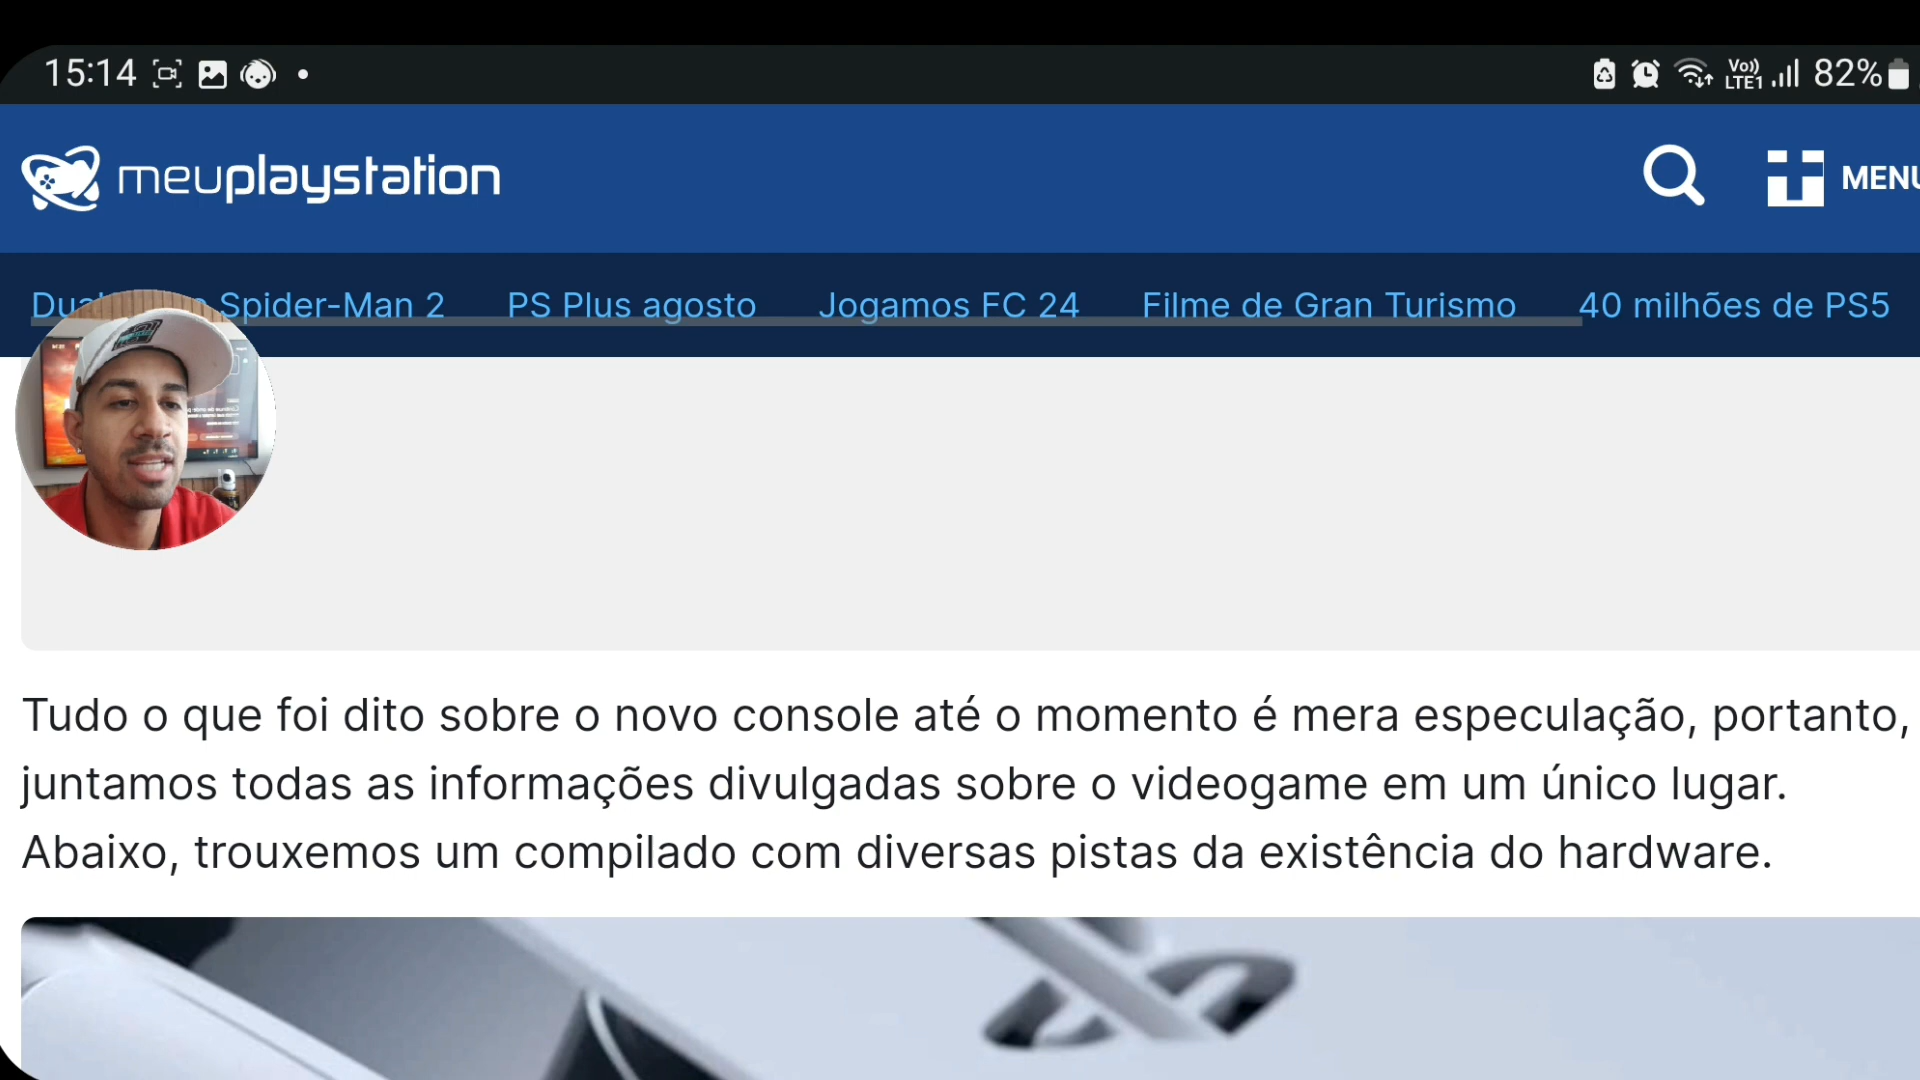 15:14
Vo))
LTE1
82%
meuplaystation
MENU
Spider-Man 2
PS Plus agosto
Jogamos FC 24
Filme de Gran Turismo
40 milhões de PS5
Tudo o que foi dito sobre o novo console até o momento é mera especulação, portanto,
juntamos todas as informações divulgadas sobre o videogame em um único lugar.
Abaixo, trouxemos um compilado com diversas pistas da existência do hardware.